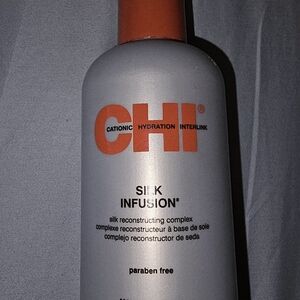 CHI®
CATIONIC HYDRATION INTERLINK
SILK
INFUSION®
silk reconstructing complex
complexe reconstructeur à base de soie
complejo reconstructor de seda
paraben free